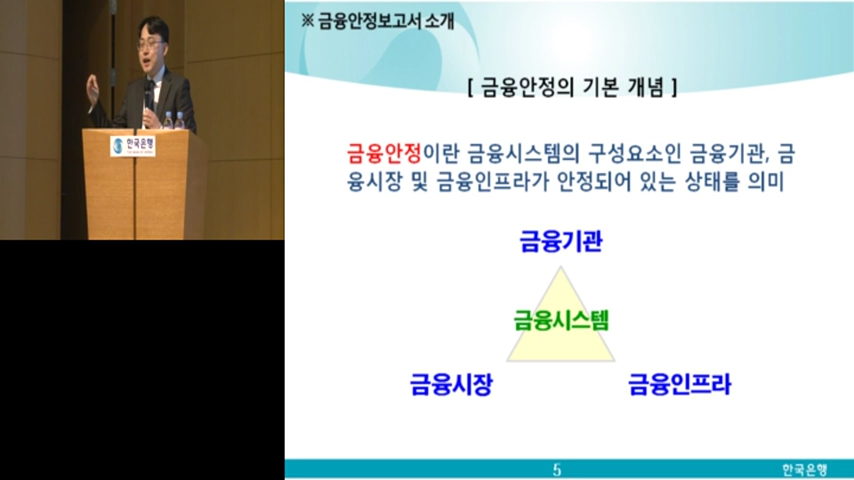 ※ 금융안정보고서 소개
[ 금융안정의 기본 개념 ]
금융안정이란 금융시스템의 구성요소인 금융기관, 금
융시장 및 금융인프라가 안정되어 있는 상태를 의미
금융기관
금융시스템
금융시장
금융인프라
5
한국은행
한국은행